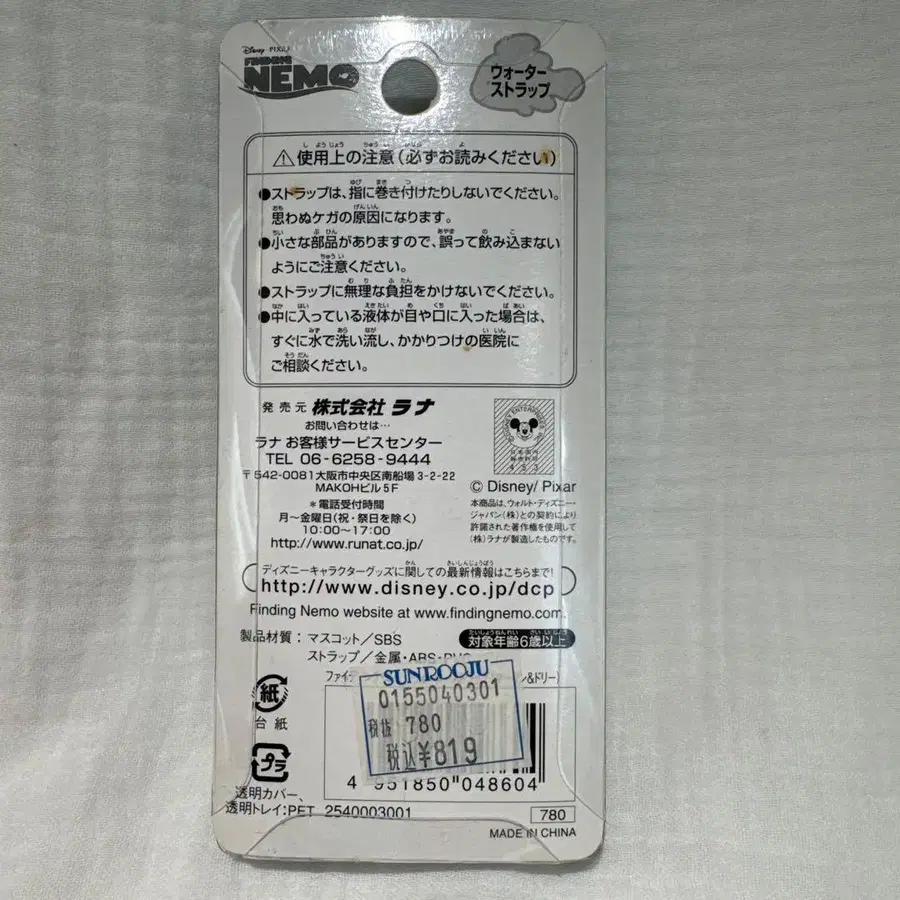 Disney・PIXAR
FINDING
NEMO
ウォーター
ストラップ
⚠使用上の注意(必ずお読みください)
●ストラップは、指に巻き付けたりしないでください。
思わぬケガの原因になります。
●小さな部品がありますので、誤って飲み込まない
ようにご注意ください。
●ストラップに無理な負担をかけないでください。
●中に入っている液体が目や口に入った場合は、
すぐに水で洗い流し、かかりつけの医院に
ご相談ください。
発売元 株式会社 ラナ
お問い合わせは…
ラナ お客様サービスセンター
TEL 06-6258-9444
〒542-0081大阪市中央区南船場3-2-22
MAKOHビル5F
*電話受付時間
月〜金曜日(祝・祭日を除く)
10:00〜17:00
http://www.runat.co.jp/
© Disney/ Pixar
本商品は、ウォルト・ディズニー・
ジャパン(株)との契約により
許諾された著作権を使用して
(株)ラナが製造したものです。
ディズニーキャラクターグッズに関しての最新情報はこちらまで!
http://www.disney.co.jp/dcp
Finding Nemo website at www.findingnemo.com.
製品材質:マスコット/SBS
ストラップ/金属・ABS・PVC
対象年齢6歳以上
ファイ
ン&ドリー)
SUNROOJU
0155040301
税抜 780
税込¥819
紙
台紙
プラ
透明カバー、
透明トレイ:PET
4 951850 048604
2540003001
780
MADE IN CHINA